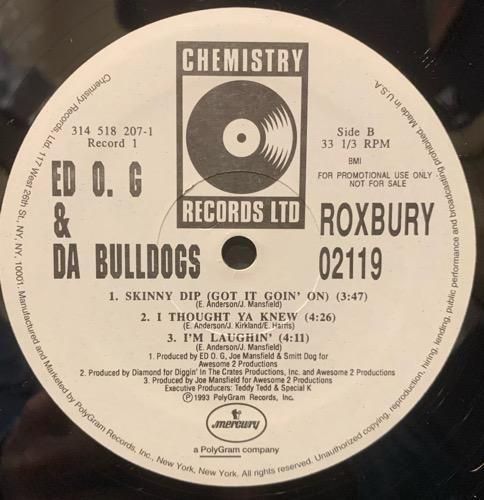 CHEMISTRY
RECORDS LTD
314 518 207-1
Record 1
Side B
33 1/3 RPM
BMI
FOR PROMOTIONAL USE ONLY
NOT FOR SALE
ED O. G
&
DA BULLDOGS
ROXBURY
02119
1. SKINNY DIP (GOT IT GOIN' ON) (3:47)
(E. Anderson/J. Mansfield)
2. I THOUGHT YA KNEW (4:26)
(E. Anderson/J. Kirkland/E. Harris)
3. I'M LAUGHIN' (4:11)
(E. Anderson/J. Mansfield)
1. Produced by ED O. G, Joe Mansfield & Smitt Dog for
Awesome 2 Productions
2. Produced by Diamond for Diggin' In The Crates Productions, Inc. and Awesome 2 Productions
3. Produced by Joe Mansfield for Awesome 2 Productions
Executive Producers: Teddy Tedd & Special K
℗1993 PolyGram Records, Inc.
mercury
a PolyGram company
Chemistry Records, Ltd. 117 West 26th St., NY, NY, 10001. Manufactured and Marketed by PolyGram Records, Inc., New York, New York. All rights reserved. Unauthorized copying, reproduction, hiring, lending, public performance and broadcasting prohibited. Made in U.S.A.